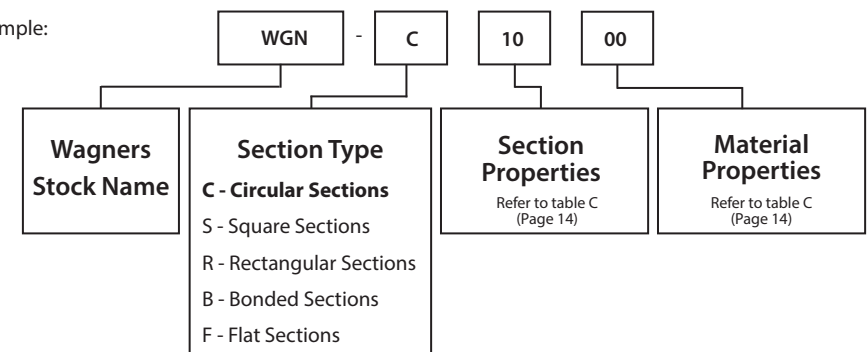 mple:
WGN - C 10 00
Wagners
Stock Name
Section Type
C - Circular Sections
S - Square Sections
R - Rectangular Sections
B - Bonded Sections
F - Flat Sections
Section
Properties
Refer to table C
(Page 14)
Material
Properties
Refer to table C
(Page 14)